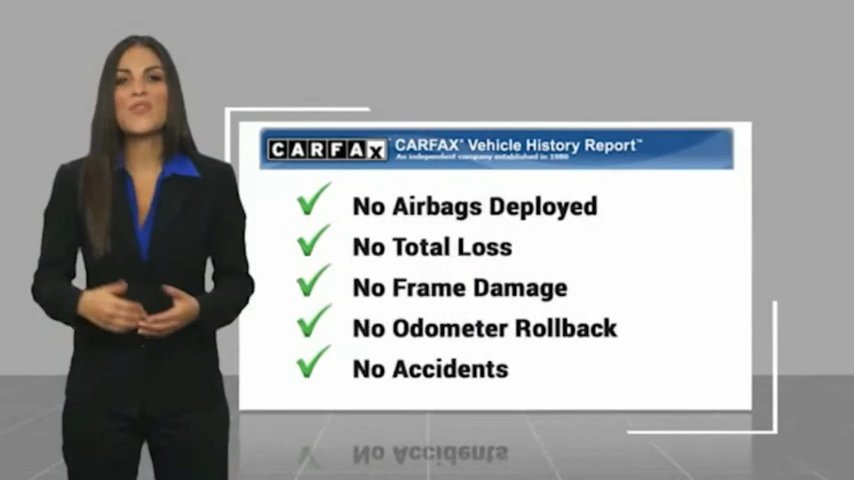 CARFAX CARFAX® Vehicle History Report™
An independent company established in 1986
No Airbags Deployed
No Total Loss
No Frame Damage
No Odometer Rollback
No Accidents
No Accidents